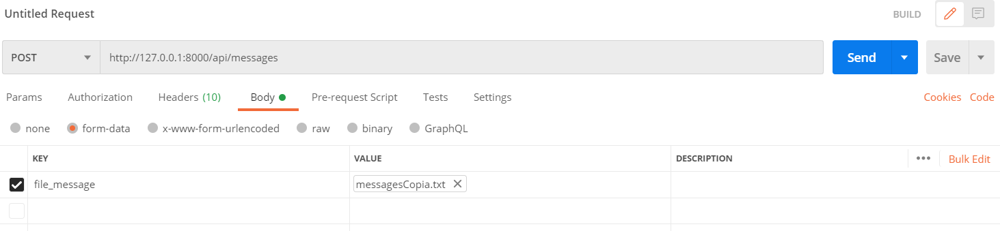 Untitled Request
BUILD
POST
http://127.0.0.1:8000/api/messages
Send
Save
Params
Authorization
Headers (10)
Body
Pre-request Script
Tests
Settings
Cookies
Code
none
form-data
x-www-form-urlencoded
raw
binary
GraphQL
KEY
VALUE
DESCRIPTION
Bulk Edit
file_message
messagesCopia.txt